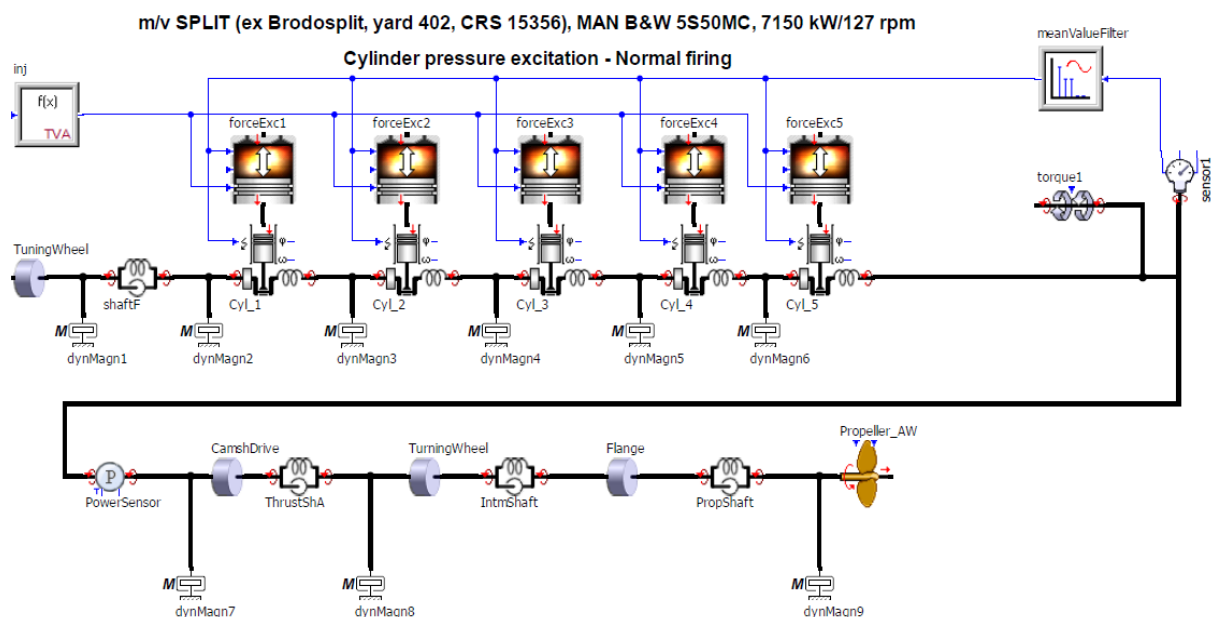 m/v SPLIT (ex Brodosplit, yard 402, CRS 15356), MAN B&W 5S50MC, 7150 kW/127 rpm
Cylinder pressure excitation - Normal firing
meanValueFilter
inj
f(x)
TVA
forceExc1 forceExc2 forceExc3 forceExc4 forceExc5
torque1
sensor1
φ φ φ φ φ
ω ω ω ω ω
TuningWheel
shaftF Cyl_1 Cyl_2 Cyl_3 Cyl_4 Cyl_5
M M M M M M
dynMagn1 dynMagn2 dynMagn3 dynMagn4 dynMagn5 dynMagn6
CamshDrive TurningWheel Flange Propeller_AW
P
PowerSensor ThrustShA IntmShaft PropShaft
M M M
dynMagn7 dynMagn8 dynMagn9